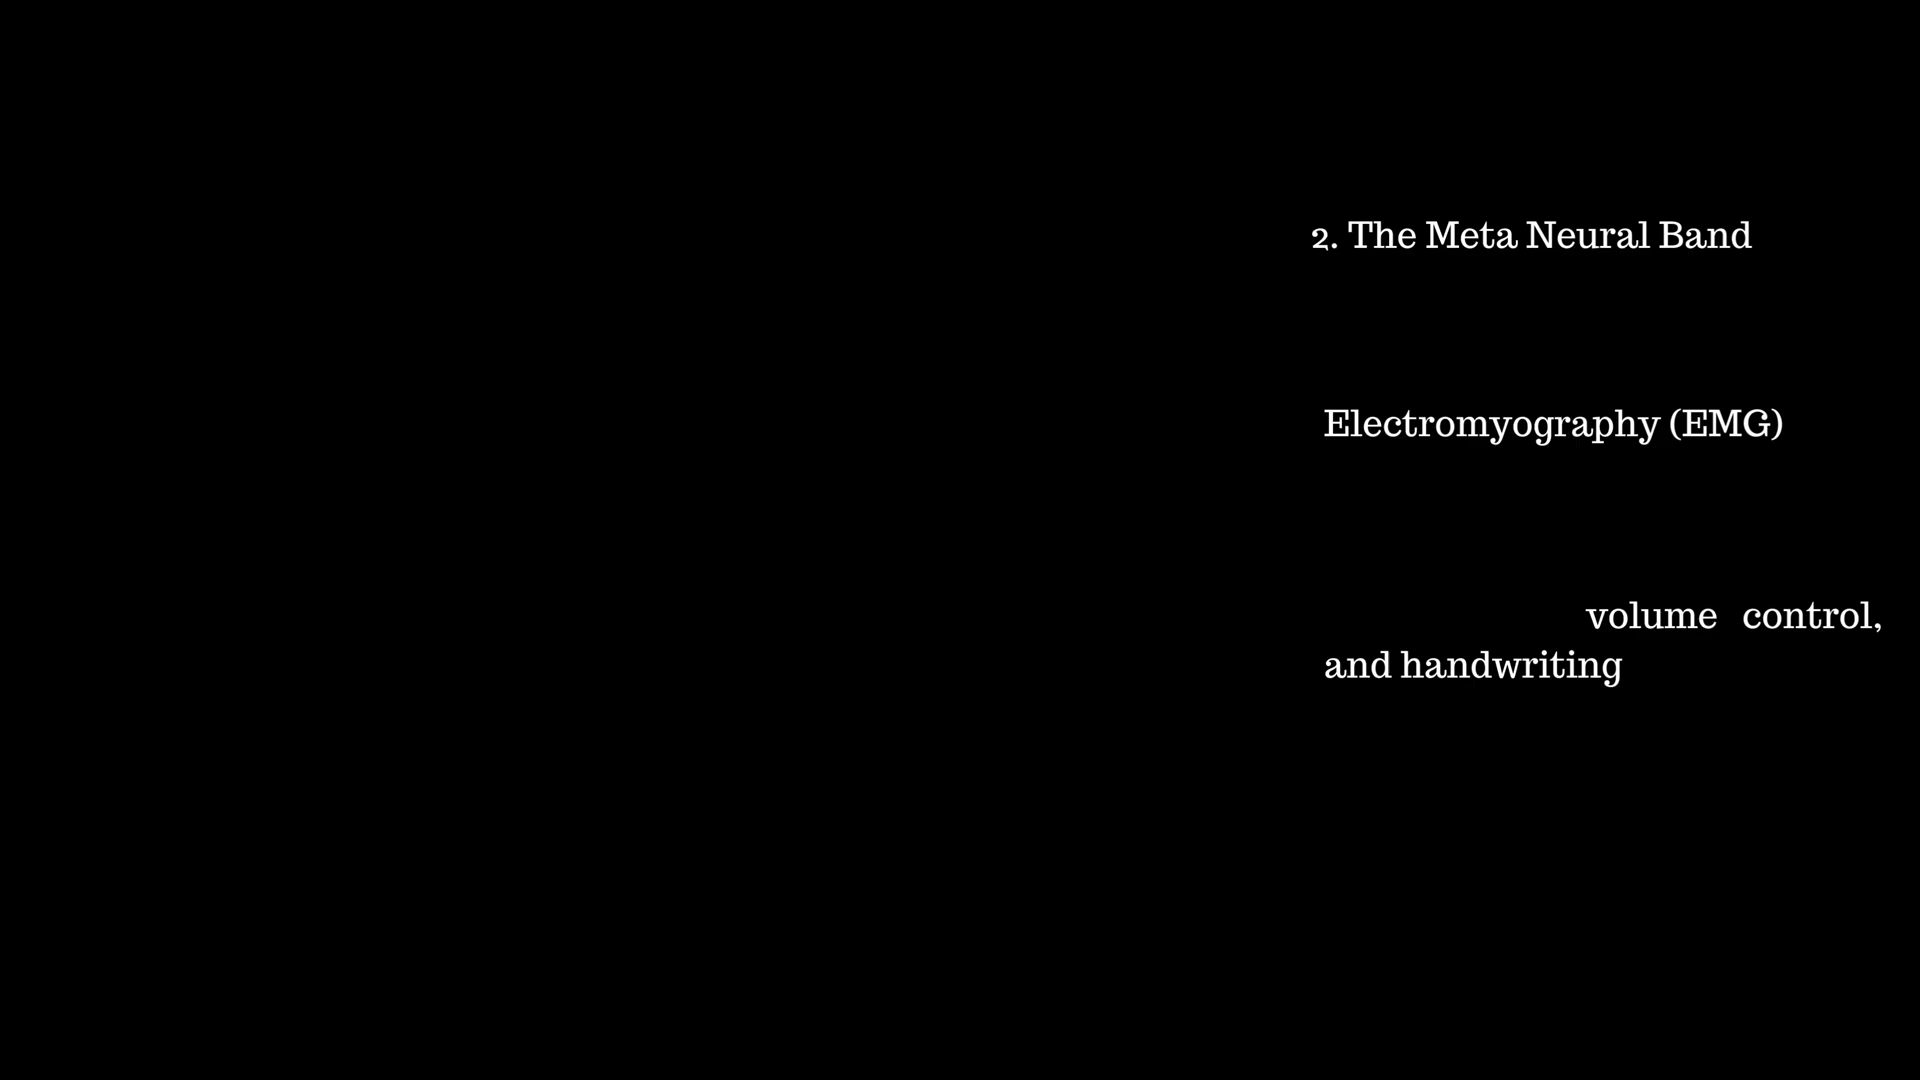 2. The Meta Neural Band
Electromyography (EMG)
volume control,
and handwriting